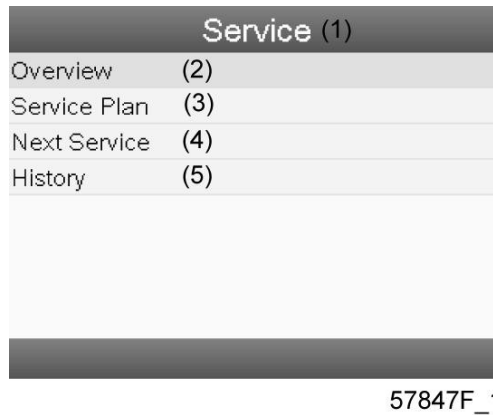 Service (1)
Overview (2)
Service Plan (3)
Next Service (4)
History (5)
57847F_